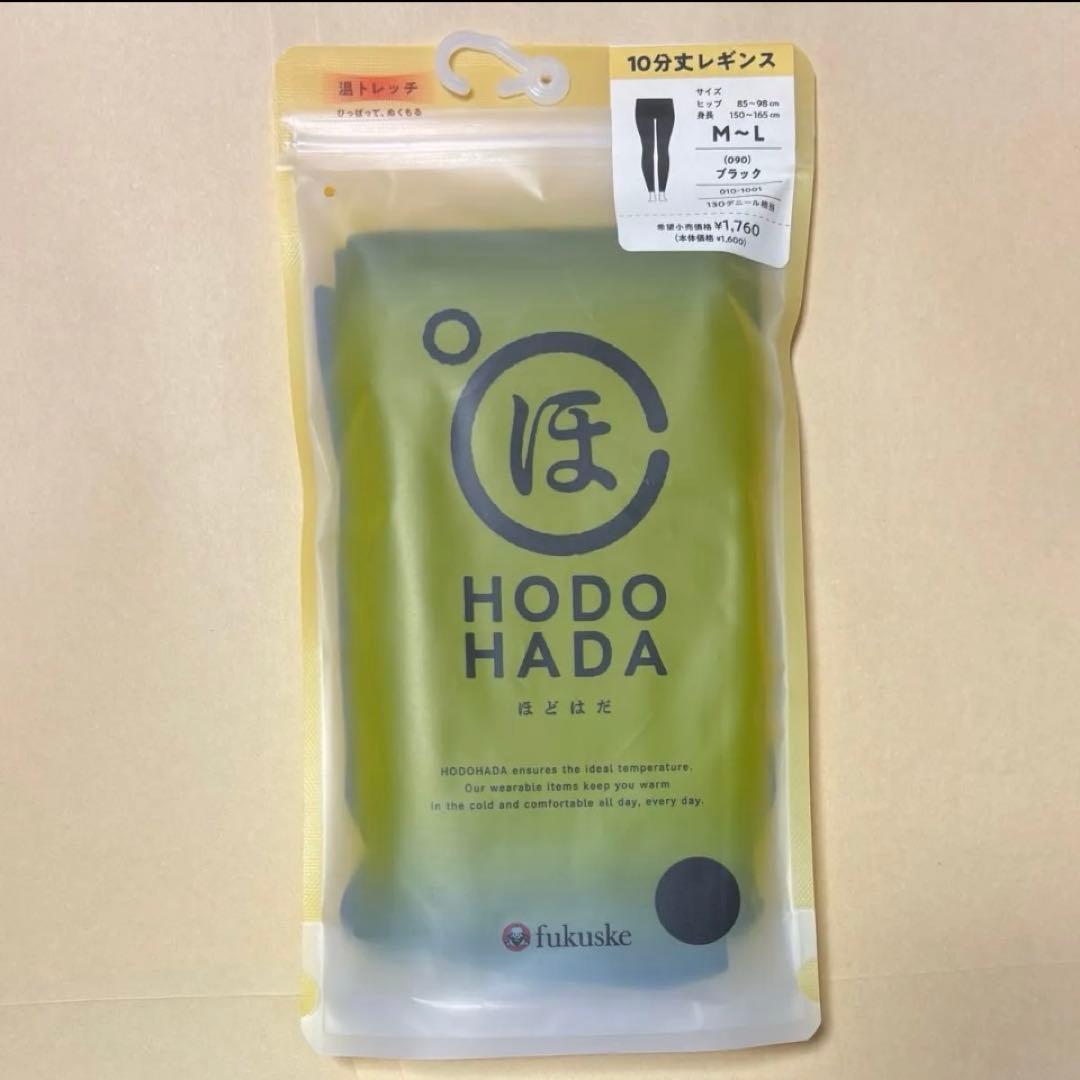 温トレッチ
ひっぱって、ぬくもる
10分丈レギンス
サイズ
ヒップ 85～98cm
身長 150～165cm
M～L
(090)
ブラック
010-1001
130デニール相当
希望小売価格 ¥1,760
(本体価格 ¥1,600)
ほ
HODO
HADA
ほどはだ
HODOHADA ensures the ideal temperature.
Our wearable items keep you warm
in the cold and comfortable all day, every day.
fukuske